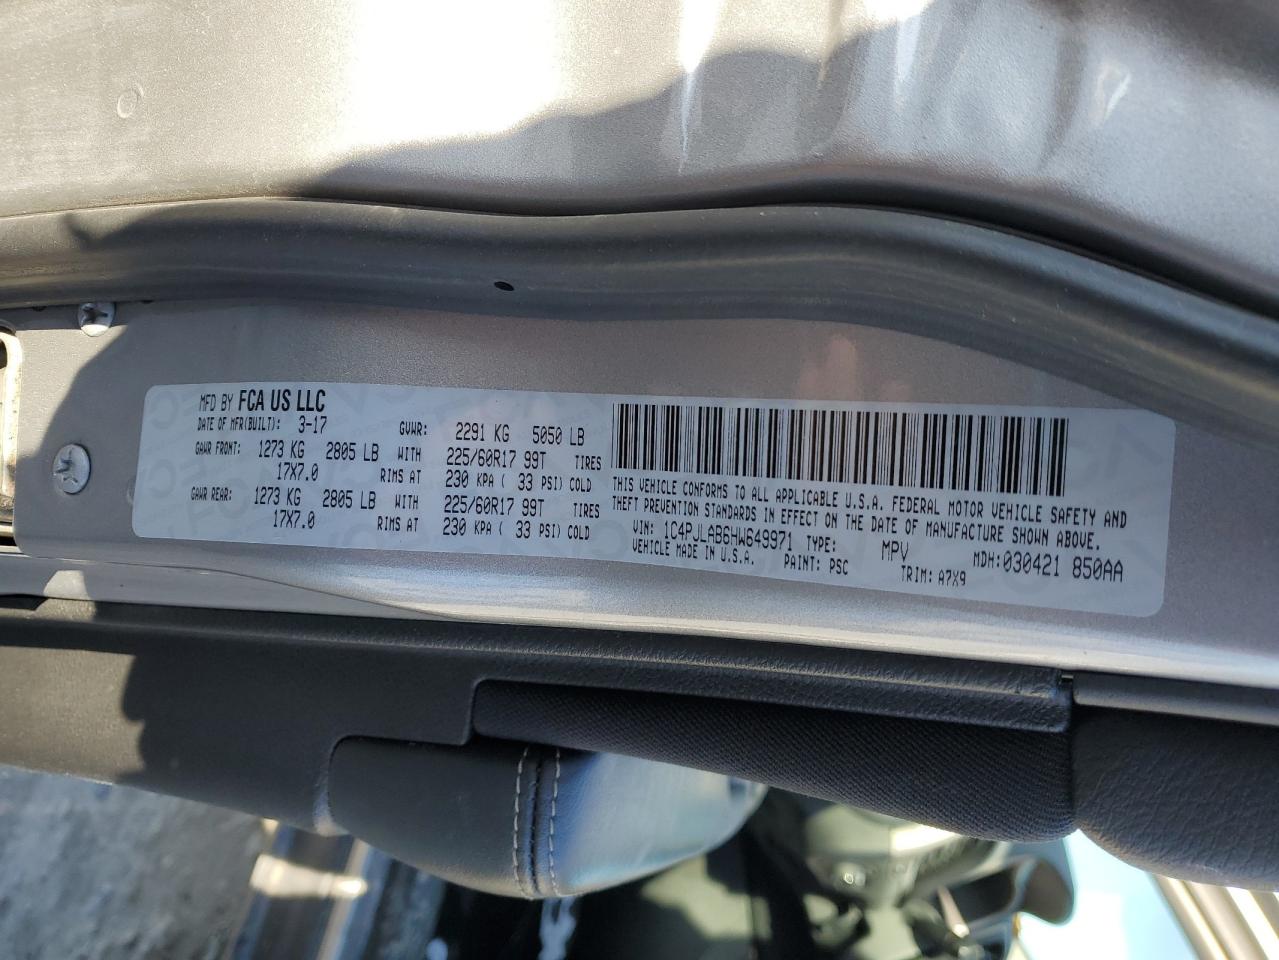 MFD BY FCA US LLC
DATE OF MFR(BUILT): 3-17 GVWR: 2291 KG 5050 LB
GAWR FRONT: 1273 KG 2805 LB WITH 225/60R17 99T TIRES
17X7.0 RIMS AT 230 KPA ( 33 PSI) COLD
GAWR REAR: 1273 KG 2805 LB WITH 225/60R17 99T TIRES
17X7.0 RIMS AT 230 KPA ( 33 PSI) COLD
THIS VEHICLE CONFORMS TO ALL APPLICABLE U.S.A. FEDERAL MOTOR VEHICLE SAFETY AND
THEFT PREVENTION STANDARDS IN EFFECT ON THE DATE OF MANUFACTURE SHOWN ABOVE.
VIN: 1C4PJLAB6HW649971 TYPE: MPV MDH:030421 850AA
VEHICLE MADE IN U.S.A. PAINT: PSC TRIM: A7X9